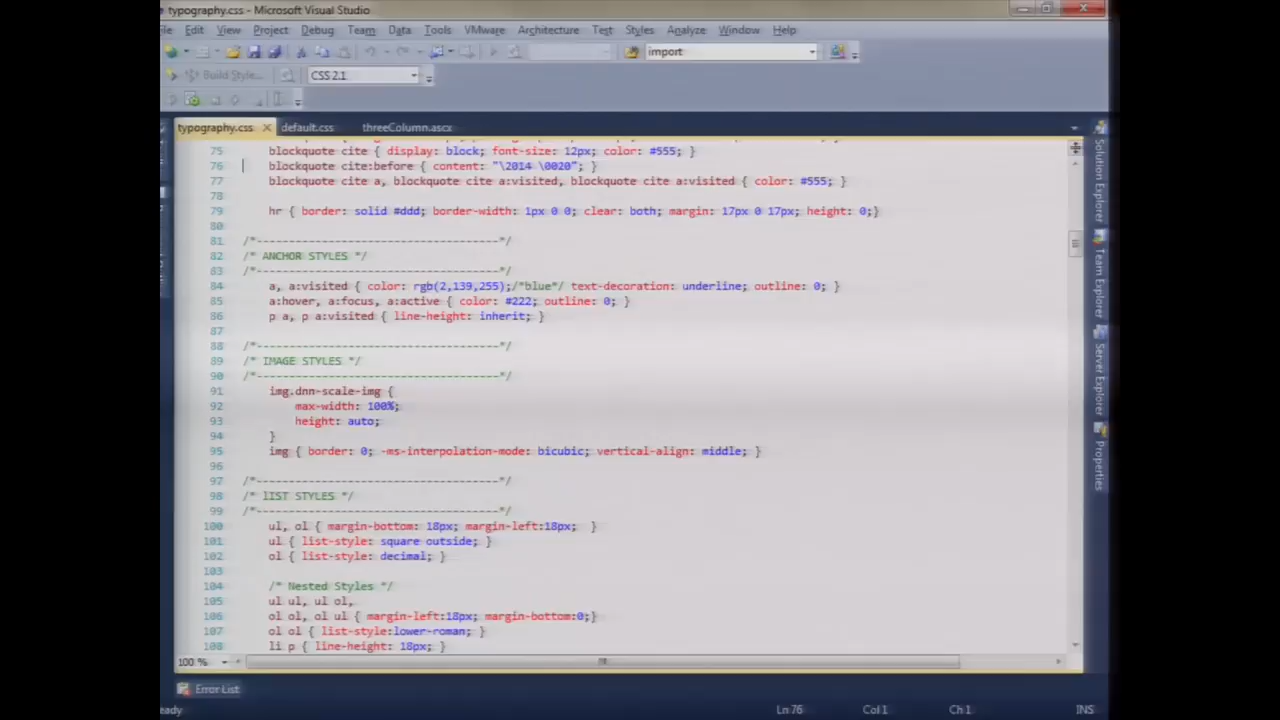 typography.css - Microsoft Visual Studio
Edit View Project Debug Team Data Tools VMware Architecture Test Styles Analyze Window Help
import
Build Style... CSS 2.1
typography.css default.css threeColumn.ascx
75 blockquote cite { display: block; font-size: 12px; color: #555; }
76 blockquote cite:before { content: "\2014 \0020"; }
77 blockquote cite a, blockquote cite a:visited, blockquote cite a:visited { color: #555; }
78
79 hr { border: solid #ddd; border-width: 1px 0 0; clear: both; margin: 17px 0 17px; height: 0;}
80
81 /*-------------------------------------*/
82 /* ANCHOR STYLES */
83 /*-------------------------------------*/
84 a, a:visited { color: rgb(2,139,255);/*blue*/ text-decoration: underline; outline: 0; }
85 a:hover, a:focus, a:active { color: #222; outline: 0; }
86 p a, p a:visited { line-height: inherit; }
87
88 /*-------------------------------------*/
89 /* IMAGE STYLES */
90 /*-------------------------------------*/
91 img.dnn-scale-img {
92 max-width: 100%;
93 height: auto;
94 }
95 img { border: 0; -ms-interpolation-mode: bicubic; vertical-align: middle; }
96
97 /*-------------------------------------*/
98 /* LIST STYLES */
99 /*-------------------------------------*/
100 ul, ol { margin-bottom: 18px; margin-left:18px; }
101 ul { list-style: square outside; }
102 ol { list-style: decimal; }
103
104 /* Nested Styles */
105 ul ul, ul ol,
106 ol ol, ol ul { margin-left:18px; margin-bottom:0;}
107 ol ol { list-style:lower-roman; }
108 li p { line-height: 18px; }
100 %
Solution Explorer
Team Explorer
Server Explorer
Properties
Error List
Ln 76 Col 1 Ch 1 INS